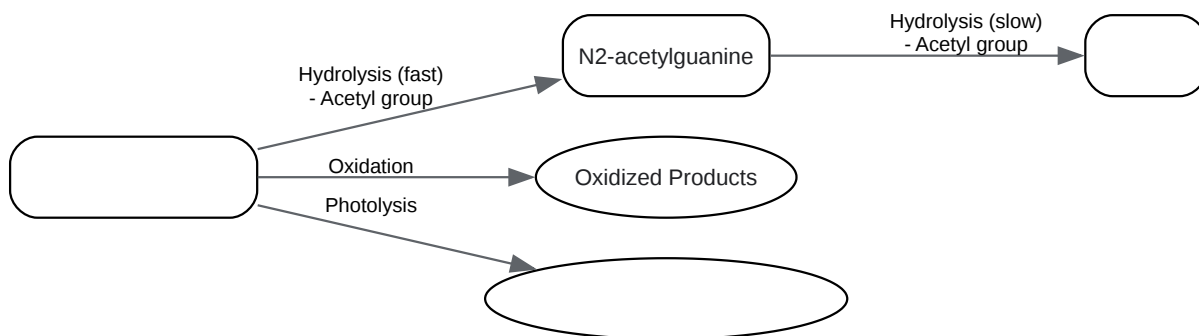 Hydrolysis (slow)
- Acetyl group
N2-acetylguanine
Hydrolysis (fast)
- Acetyl group
Oxidation
Oxidized Products
Photolysis